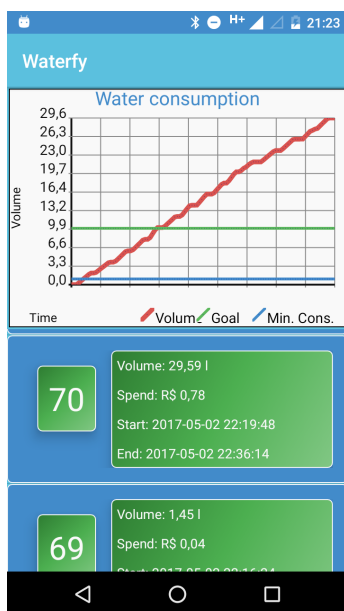 H+ 21:23
Waterfy
Water consumption
29,6
26,3
23,0
19,7
16,4
13,2
9,9
6,6
3,3
0,0
Volume
Time Volume Goal Min. Cons.
70
Volume: 29,59 l
Spend: R$ 0,78
Start: 2017-05-02 22:19:48
End: 2017-05-02 22:36:14
69
Volume: 1,45 l
Spend: R$ 0,04